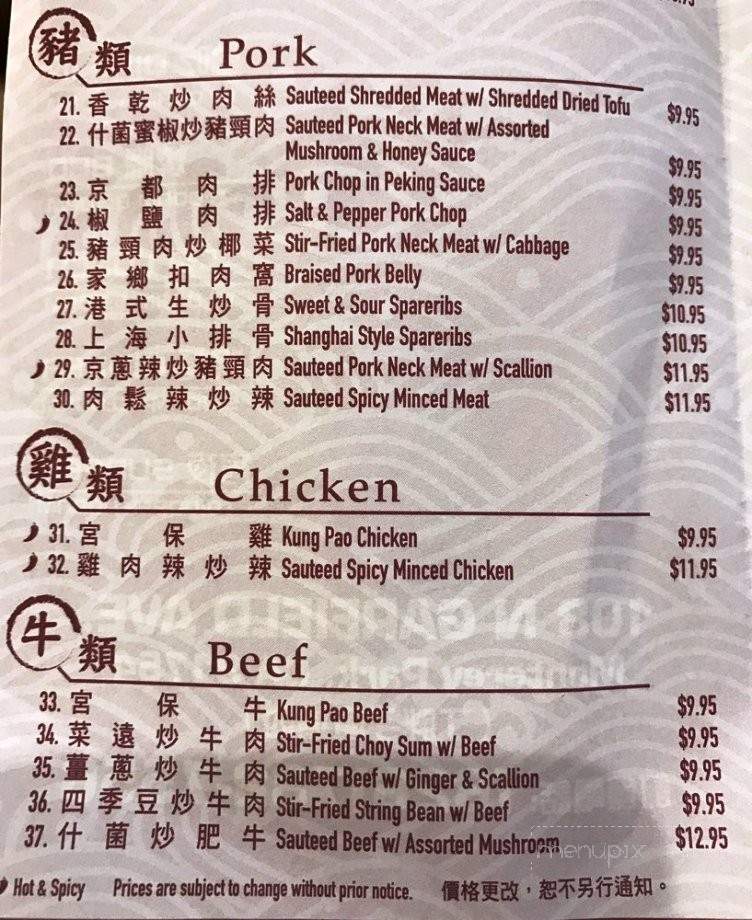 豬類 Pork
21. 香乾炒肉絲 Sauteed Shredded Meat w/ Shredded Dried Tofu $9.95
22. 什菌蜜椒炒豬頸肉 Sauteed Pork Neck Meat w/ Assorted
Mushroom & Honey Sauce $9.95
23. 京都肉排 Pork Chop in Peking Sauce $9.95
24. 椒鹽肉排 Salt & Pepper Pork Chop $9.95
25. 豬頸肉炒椰菜 Stir-Fried Pork Neck Meat w/ Cabbage $9.95
26. 家鄉扣肉窩 Braised Pork Belly $9.95
27. 港式生炒骨 Sweet & Sour Spareribs $10.95
28. 上海小排骨 Shanghai Style Spareribs $10.95
29. 京蔥辣炒豬頸肉 Sauteed Pork Neck Meat w/ Scallion $11.95
30. 肉鬆辣炒辣 Sauteed Spicy Minced Meat $11.95
雞類 Chicken
31. 宮保雞 Kung Pao Chicken $9.95
32. 雞肉辣炒辣 Sauteed Spicy Minced Chicken $11.95
牛類 Beef
33. 宮保牛 Kung Pao Beef $9.95
34. 菜遠炒牛肉 Stir-Fried Choy Sum w/ Beef $9.95
35. 薑蔥炒牛肉 Sauteed Beef w/ Ginger & Scallion $9.95
36. 四季豆炒牛肉 Stir-Fried String Bean w/ Beef $9.95
37. 什菌炒肥牛 Sauteed Beef w/ Assorted Mushroom $12.95
menupix
Hot & Spicy Prices are subject to change without prior notice. 價格更改，恕不另行通知。